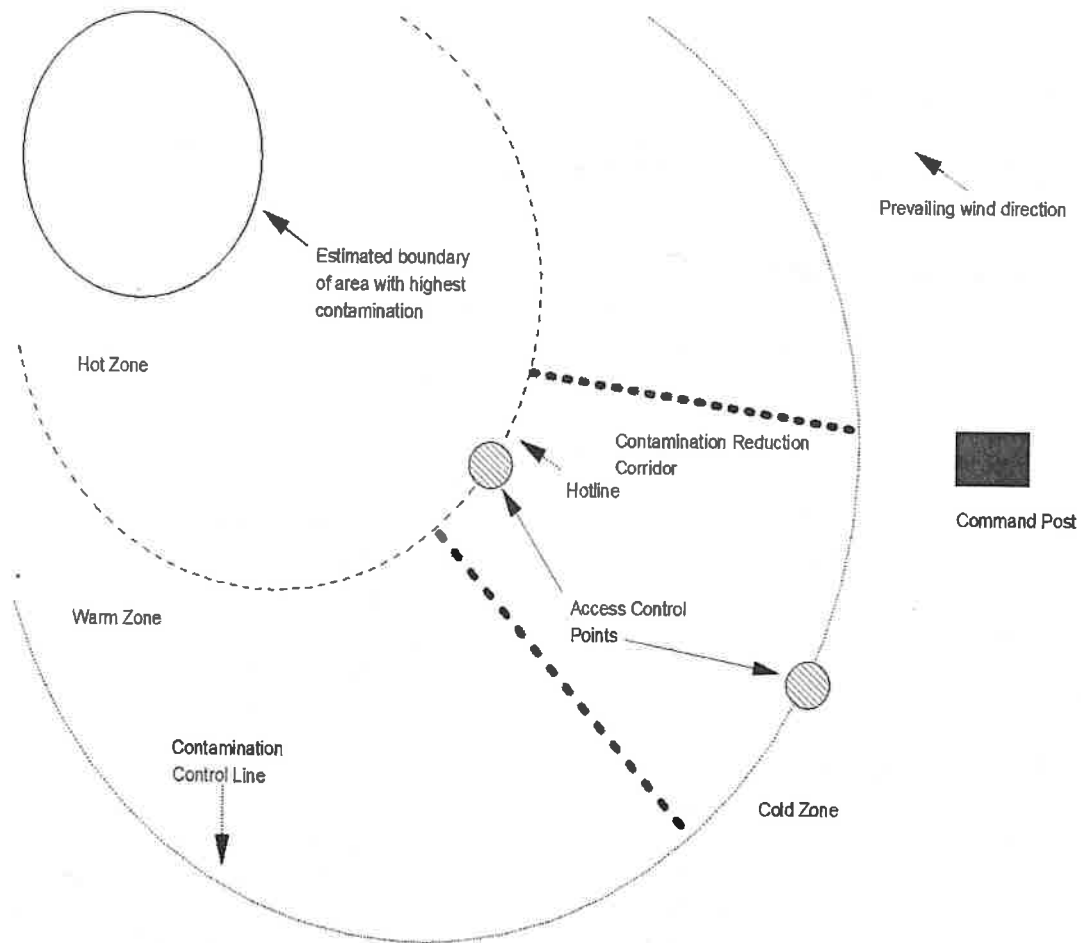 Prevailing wind direction
Estimated boundary
of area with highest
contamination
Hot Zone
Contamination Reduction
Corridor
Hotline
Command Post
Access Control
Points
Warm Zone
Contamination
Control Line
Cold Zone